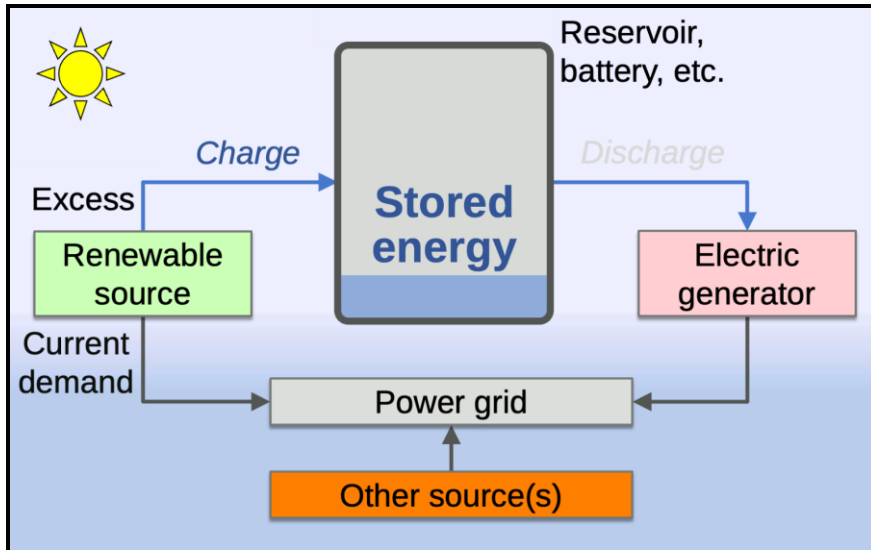 Reservoir,
battery, etc.
Charge
Discharge
Excess
Stored
energy
Renewable
source
Electric
generator
Current
demand
Power grid
Other source(s)